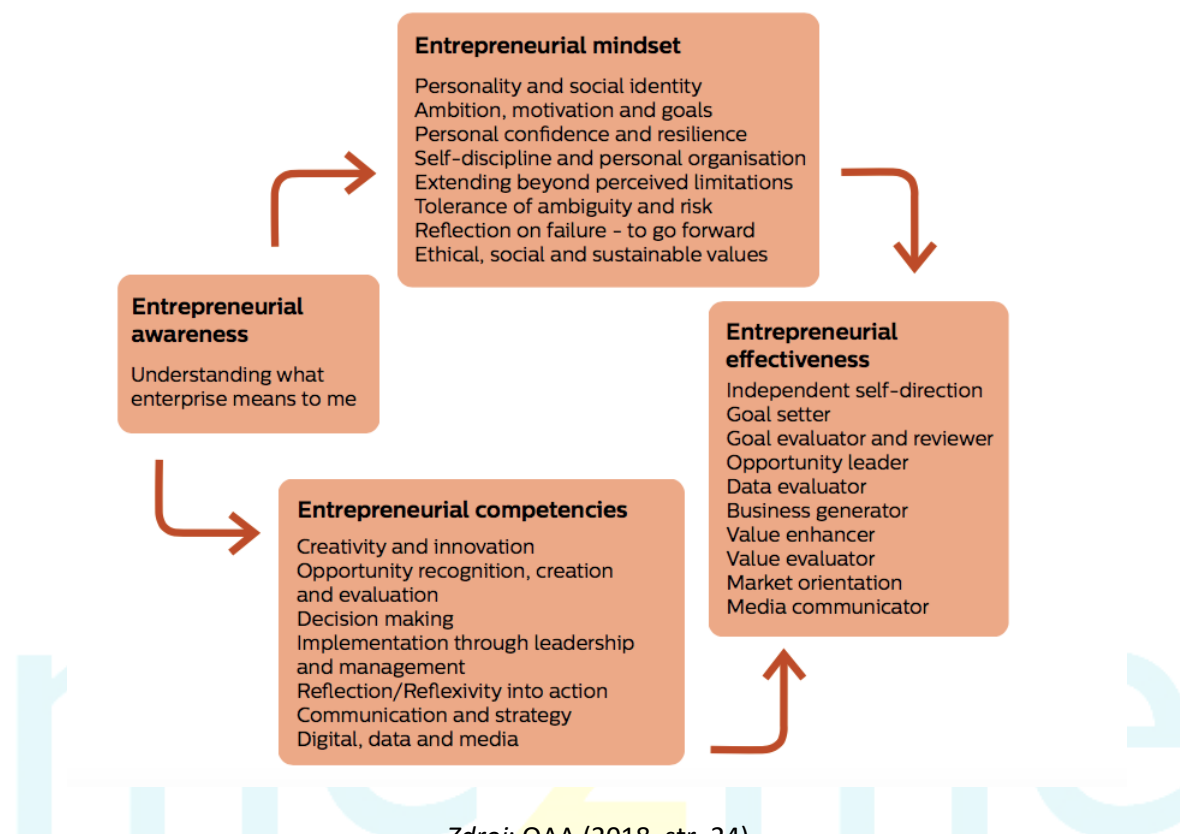 Entrepreneurial mindset
Personality and social identity
Ambition, motivation and goals
Personal confidence and resilience
Self-discipline and personal organisation
Extending beyond perceived limitations
Tolerance of ambiguity and risk
Reflection on failure - to go forward
Ethical, social and sustainable values
Entrepreneurial
awareness
Understanding what
enterprise means to me
Entrepreneurial competencies
Creativity and innovation
Opportunity recognition, creation
and evaluation
Decision making
Implementation through leadership
and management
Reflection/Reflexivity into action
Communication and strategy
Digital, data and media
Entrepreneurial
effectiveness
Independent self-direction
Goal setter
Goal evaluator and reviewer
Opportunity leader
Data evaluator
Business generator
Value enhancer
Value evaluator
Market orientation
Media communicator
Zdroj: QAA (2018, str. 24)